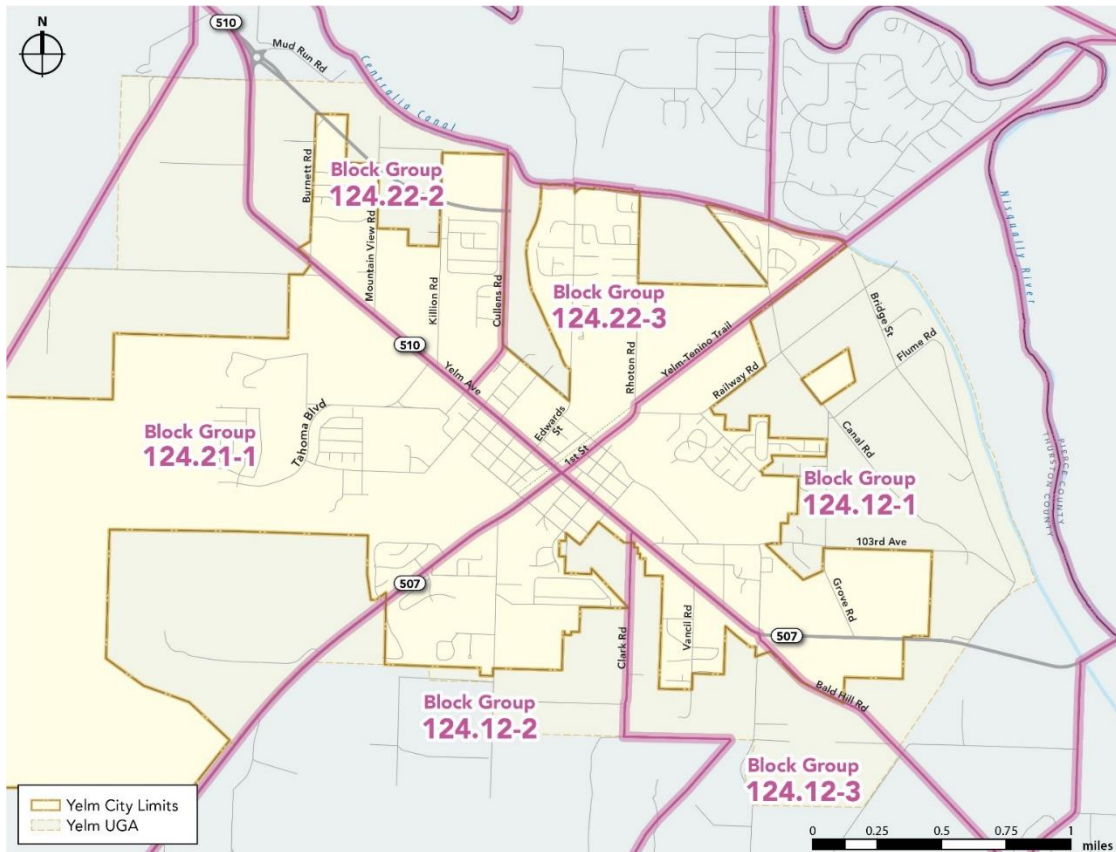 N
510
Mud Run Rd
Centralia Canal
Block Group
124.22-2
Burnett Rd
Mountain View Rd
Killion Rd
Cullens Rd
Block Group
124.22-3
Nisqually River
Bridge St
Flume Rd
510
Yelm Ave
Rhoton Rd
Yelm-Tenino Trail
Railway Rd
Edwards St
1st St
Tahoma Blvd
Block Group
124.21-1
Canal Rd
Block Group
124.12-1
PIERCE COUNTY
THURSTON COUNTY
103rd Ave
507
Grove Rd
Clark Rd
Vancil Rd
507
Bald Hill Rd
Block Group
124.12-2
Block Group
124.12-3
Yelm City Limits
Yelm UGA
0 0.25 0.5 0.75 1
miles